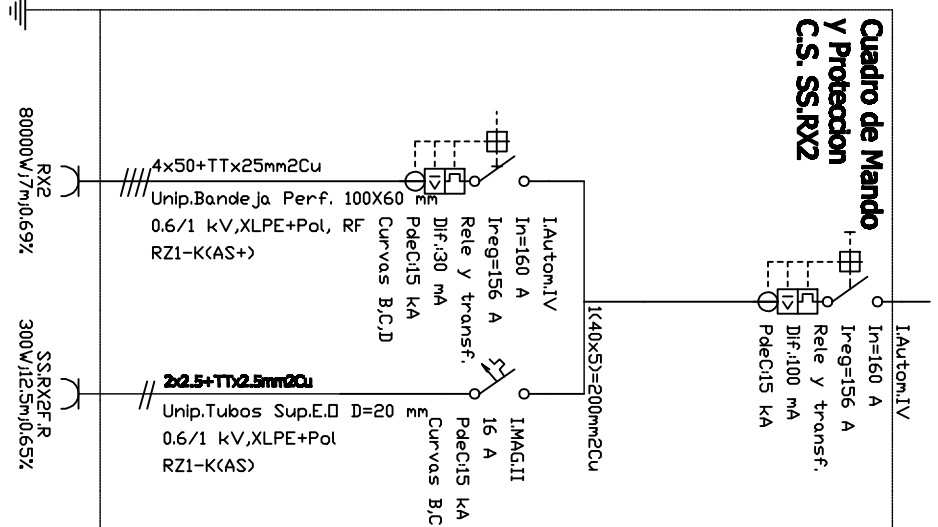 Cuadro de Mando
y Proteccion
C.S. SS.RX2
I.Autom.IV
In=160 A
Ireg=156 A
Rele y transf.
Dif.:100 mA
PdeC:15 kA
1(40x5)=200mm2Cu
I.Autom.IV
In=160 A
Ireg=156 A
Rele y transf.
Dif.:30 mA
PdeC:15 kA
Curvas B,C,D
4x50+TTx25mm2Cu
Unip.Bandeja Perf. 100X60 mm
0.6/1 kV,XLPE+Pol, RF
RZ1-K(AS+)
RX2
80000W;7m;0.69%
I.MAG.II
16 A
PdeC:15 kA
Curvas B,C
2x2.5+TTx2.5mm2Cu
Unip.Tubos Sup.E.O D=20 mm
0.6/1 kV,XLPE+Pol
RZ1-K(AS)
SS.RX2F.R
300W;12.5m;0.65%